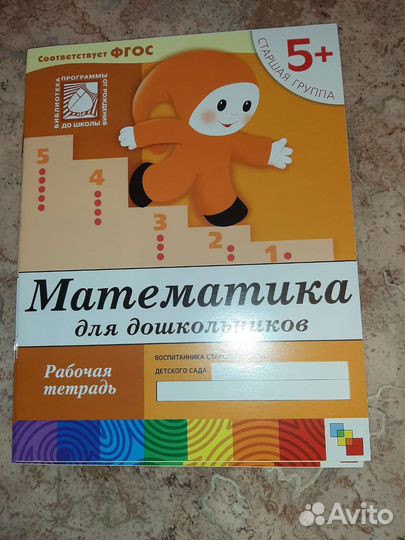 Соответствует ФГОС
5+
СТАРШАЯ ГРУППА
БИБЛИОТЕКА ПРОГРАММЫ
ОТ РОЖДЕНИЯ
ДО ШКОЛЫ
5
4
3
2
1
Математика
для дошкольников
Рабочая
тетрадь
ВОСПИТАННИКА
ДЕТСКОГО САДА
Avito